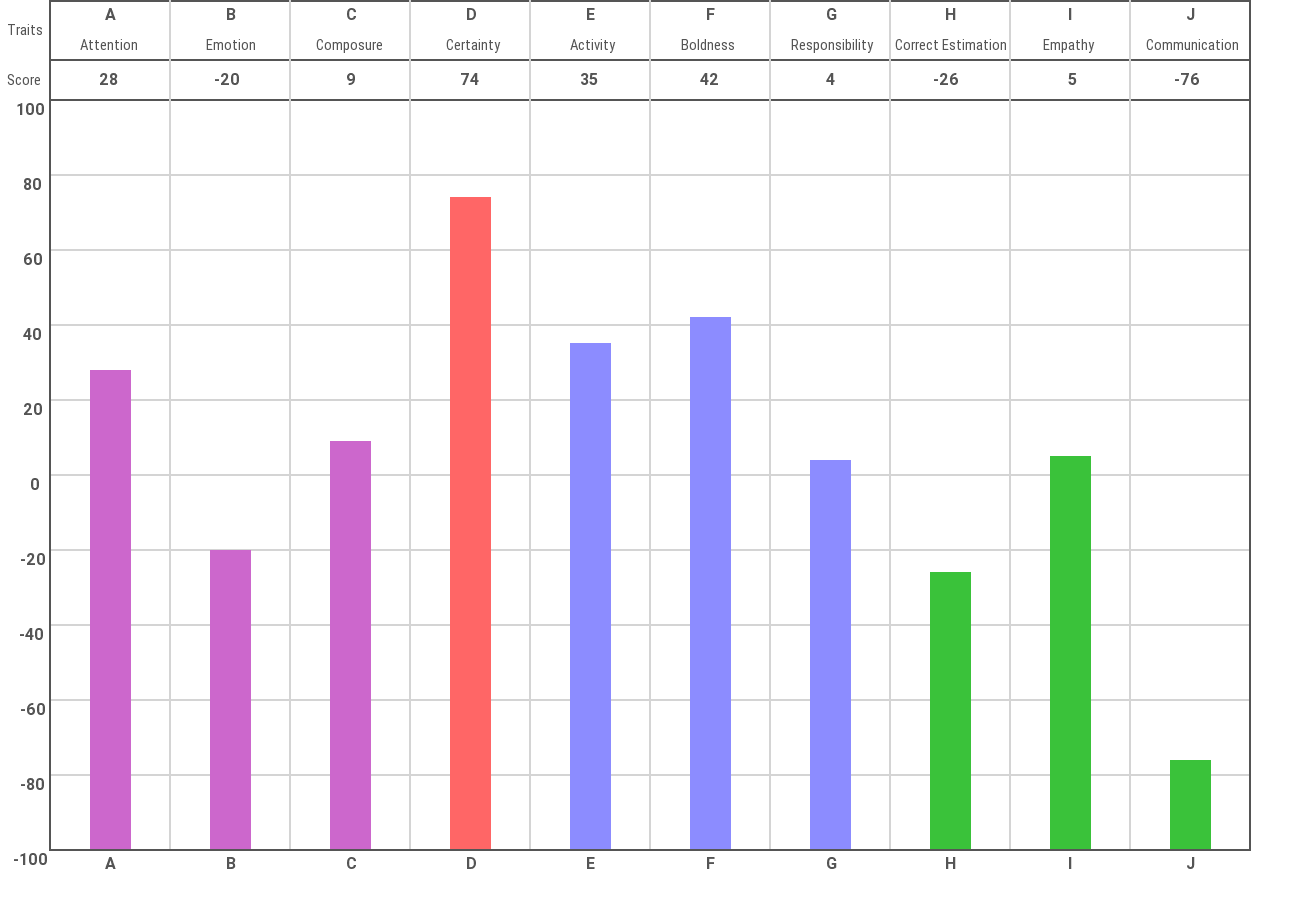 A B C D E F G H I J
Traits
Attention Emotion Composure Certainty Activity Boldness Responsibility Correct Estimation Empathy Communication
Score 28 -20 9 74 35 42 4 -26 5 -76
100
80
60
40
20
0
-20
-40
-60
-80
-100
A B C D E F G H I J